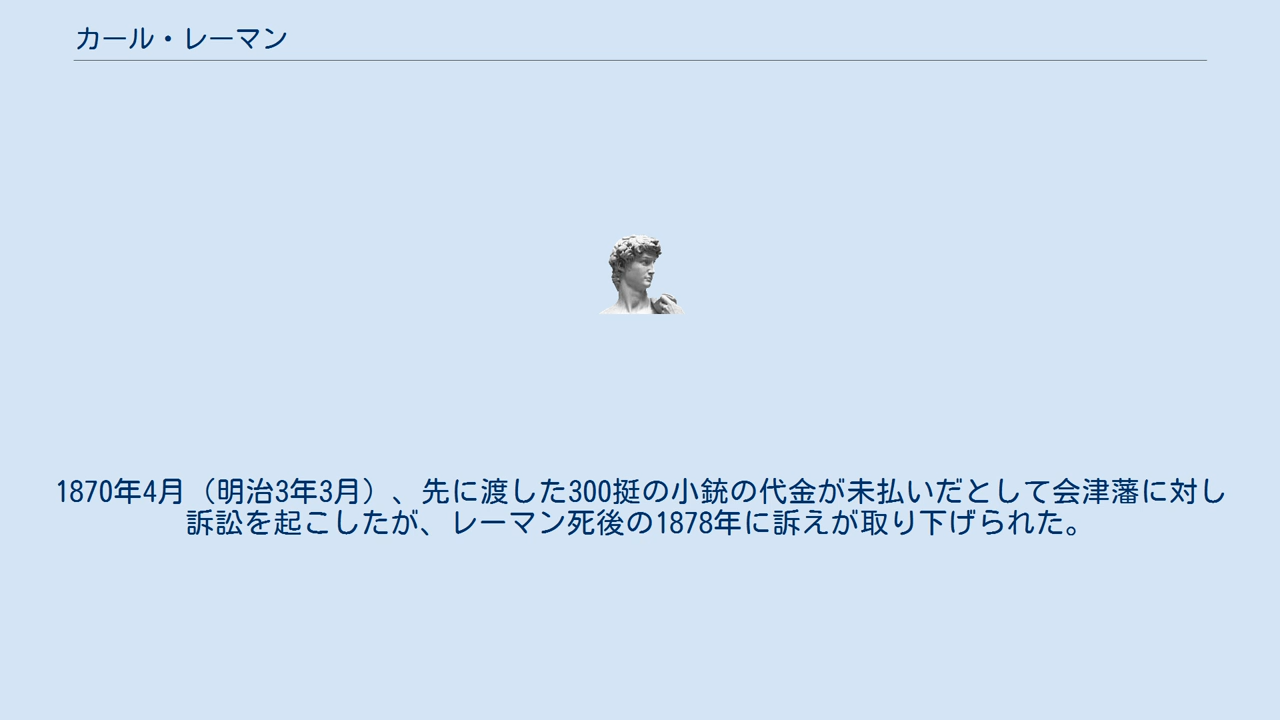 カール・レーマン
1870年4月（明治3年3月）、先に渡した300挺の小銃の代金が未払いだとして会津藩に対し
訴訟を起こしたが、レーマン死後の1878年に訴えが取り下げられた。